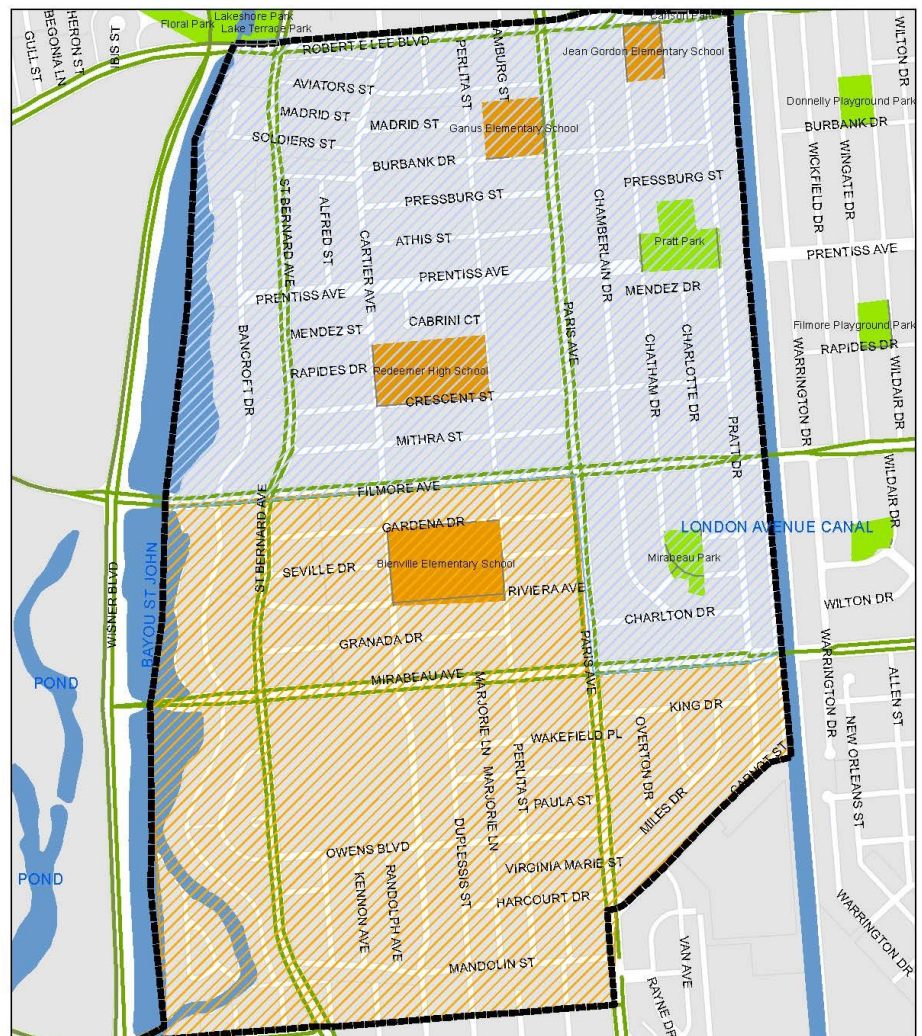 Lakeshore Park
Carson Park
Floral Park
Lake Terrace Park
HERON ST
BEGONIA LN
GULL ST
IBIS ST
ROBERT E LEE BLVD
PERLITA ST
Jean Gordon Elementary School
WILTON DR
AVIATORS ST
Donnelly Playground Park
MADRID ST
MADRID ST
Ganus Elementary School
BURBANK DR
SOLDIERS ST
BURBANK DR
WICKFIELD DR
WINGATE DR
PRESSBURG ST
PRESSBURG ST
ST BERNARD AVE
ALFRED ST
CARTIER AVE
CHAMBERLAIN DR
ATHIS ST
Pratt Park
PRENTISS AVE
PRENTISS AVE
PRENTISS AVE
MENDEZ DR
CABRINI CT
MENDEZ ST
PARIS AVE
Filmore Playground Park
RAPIDES DR
BANCROFT DR
RAPIDES DR
Redeemer High School
CHATHAM DR
CHARLOTTE DR
WARRINGTON DR
WILDAIR DR
CRESCENT ST
MITHRA ST
PRATT DR
FILMORE AVE
ST BERNARD AVE
WILDAIR DR
GARDENA DR
LONDON AVENUE CANAL
SEVILLE DR
Bienville Elementary School
Mirabeau Park
RIVIERA AVE
WISNER BLVD
BAYOU ST JOHN
WILTON DR
CHARLTON DR
GRANADA DR
MIRABEAU AVE
PARIS AVE
WARRINGTON DR
POND
MARJORIE LN
ALLEN ST
KING DR
OVERTON DR
NEW ORLEANS ST
WAKEFIELD PL
PERLITA ST
CARNOT ST
MARJORIE LN
PAULA ST
MILES DR
DUPLESSIS ST
OWENS BLVD
VIRGINIA MARIE ST
POND
KENNON AVE
RANDOLPH AVE
HARCOURT DR
WARRINGTON DR
VAN AVE
MANDOLIN ST
RAYNE DR